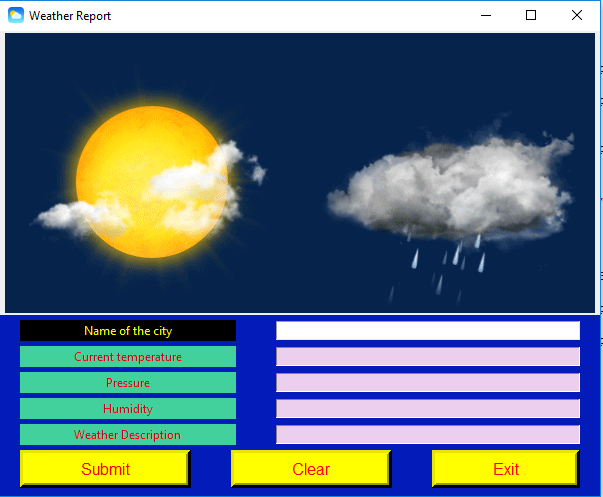 Weather Report
Name of the city
Current temperature
Pressure
Humidity
Weather Description
Submit Clear Exit